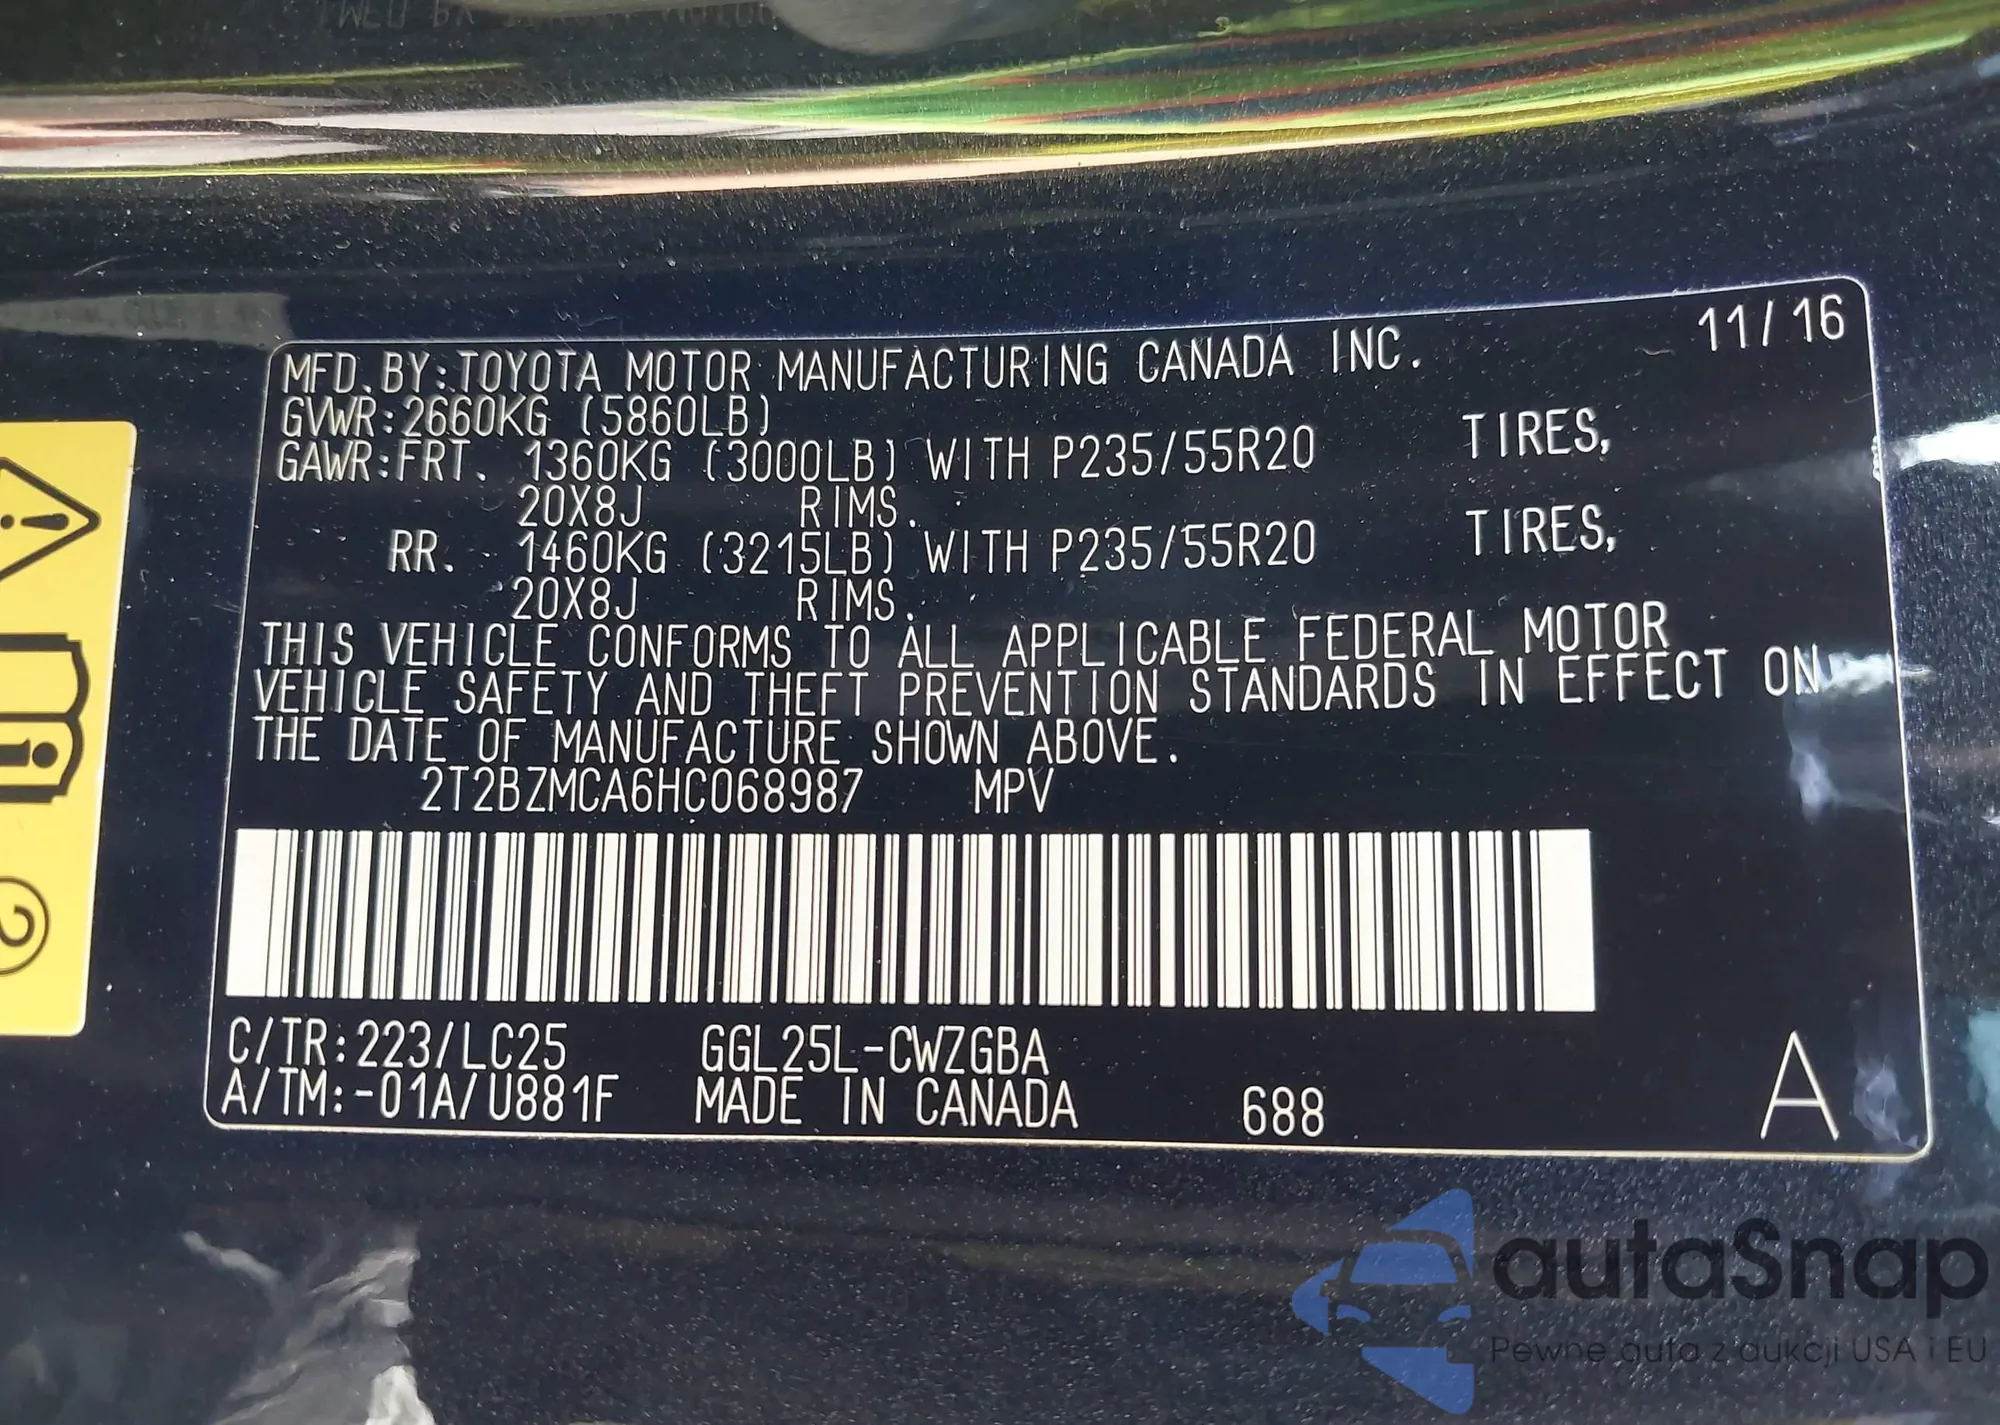 11/16
MFD.BY:TOYOTA MOTOR MANUFACTURING CANADA INC.
GVWR:2660KG (5860LB)
GAWR:FRT. 1360KG (3000LB) WITH P235/55R20 TIRES,
20X8J RIMS.
RR. 1460KG (3215LB) WITH P235/55R20 TIRES,
20X8J RIMS.
THIS VEHICLE CONFORMS TO ALL APPLICABLE FEDERAL MOTOR
VEHICLE SAFETY AND THEFT PREVENTION STANDARDS IN EFFECT ON
THE DATE OF MANUFACTURE SHOWN ABOVE.
2T2BZMCA6HC068987 MPV
C/TR:223/LC25 GGL25L-CWZGBA
A/TM:-01A/U881F MADE IN CANADA 688 A
2
autaSnap
Pewne auta z aukcji USA i EU